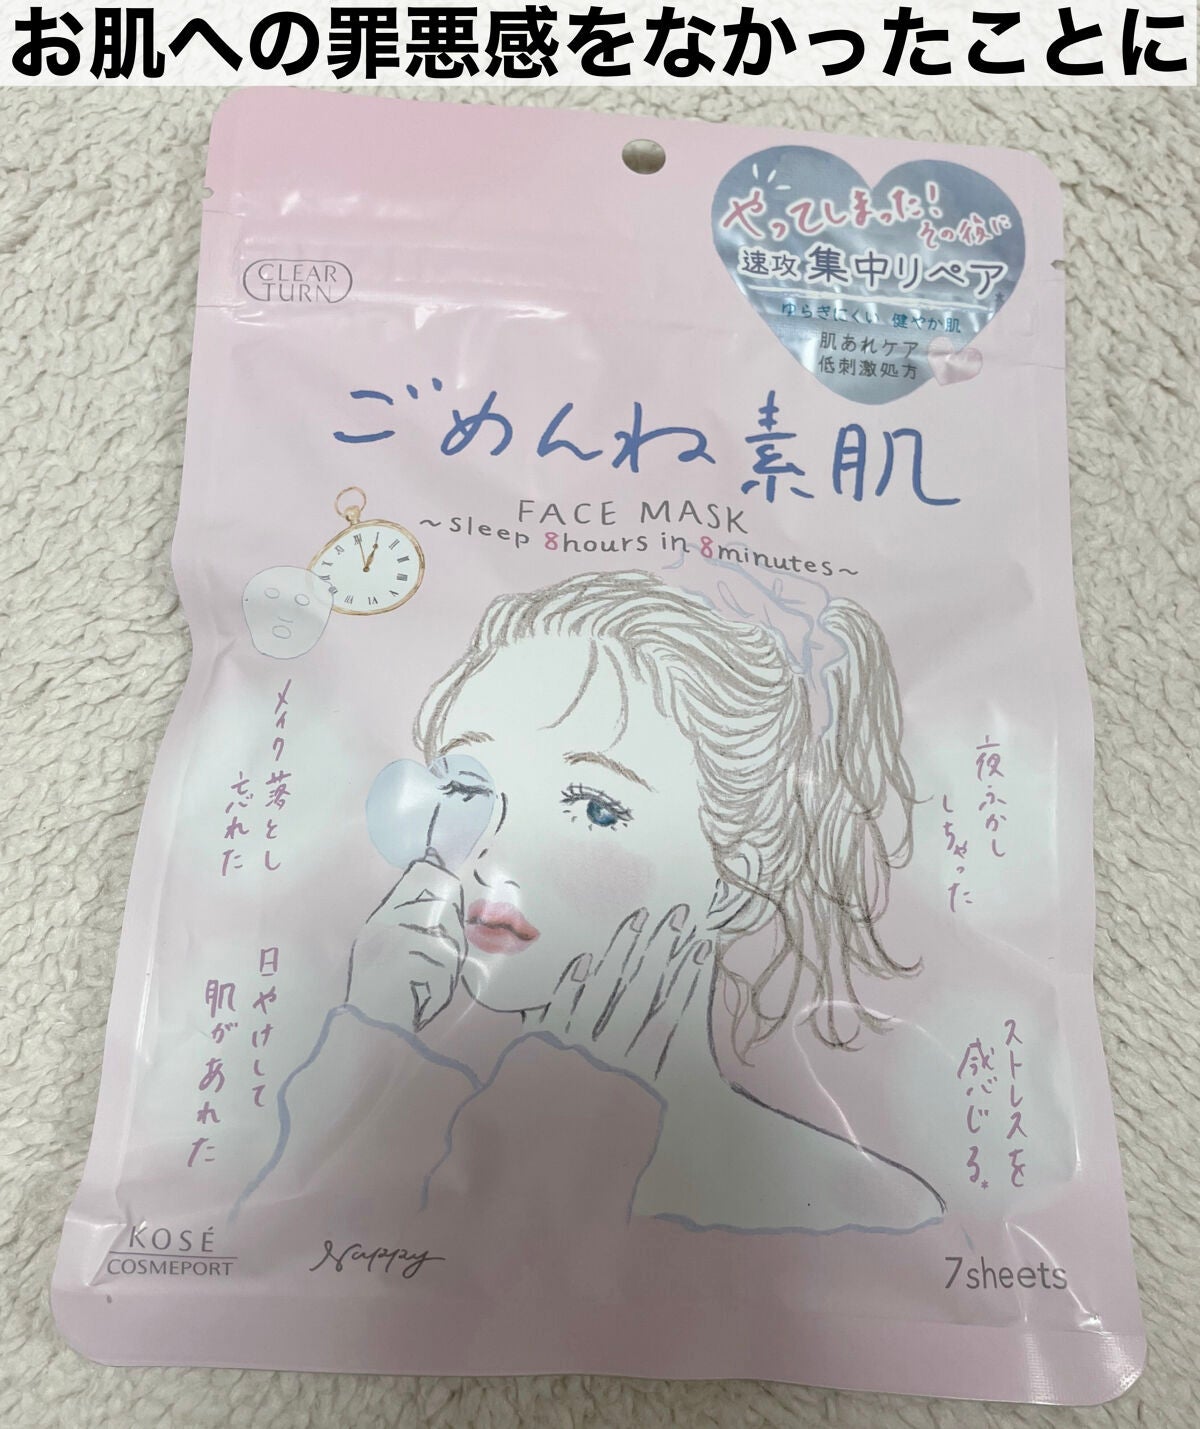 お肌への罪悪感をなかったことに
CLEAR
TURN
やってしまった!
その後に
速攻 集中リペア*
ゆらぎにくい 健やか肌
肌あれケア
低刺激処方
ごめんね素肌
FACE MASK
~sleep 8hours in 8minutes~
メイク落とし
忘れた
夜ふかし
しちゃった
日やけして
肌があれた
ストレスを
感じる*
KOSÉ
COSMEPORT
Nappy
7sheets